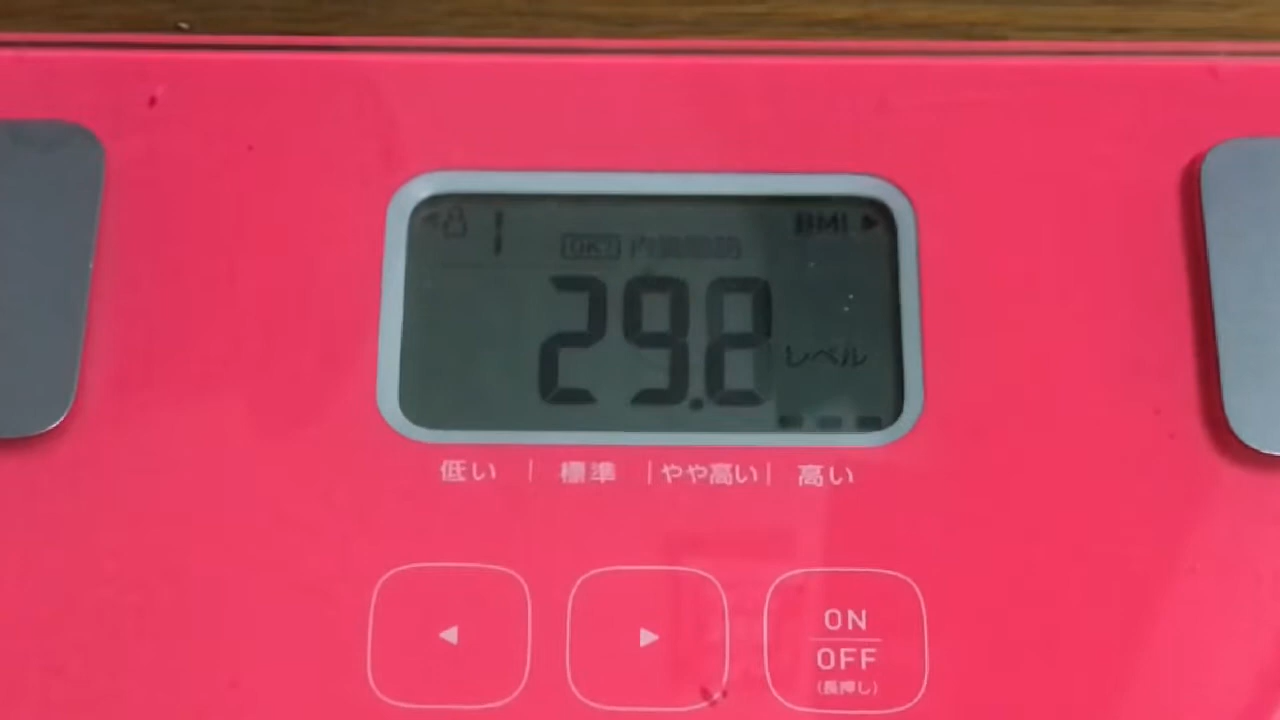 1
BMI ▶
29.8
レベル
低い | 標準 | やや高い | 高い
◀
▶
ON
OFF
(長押し)